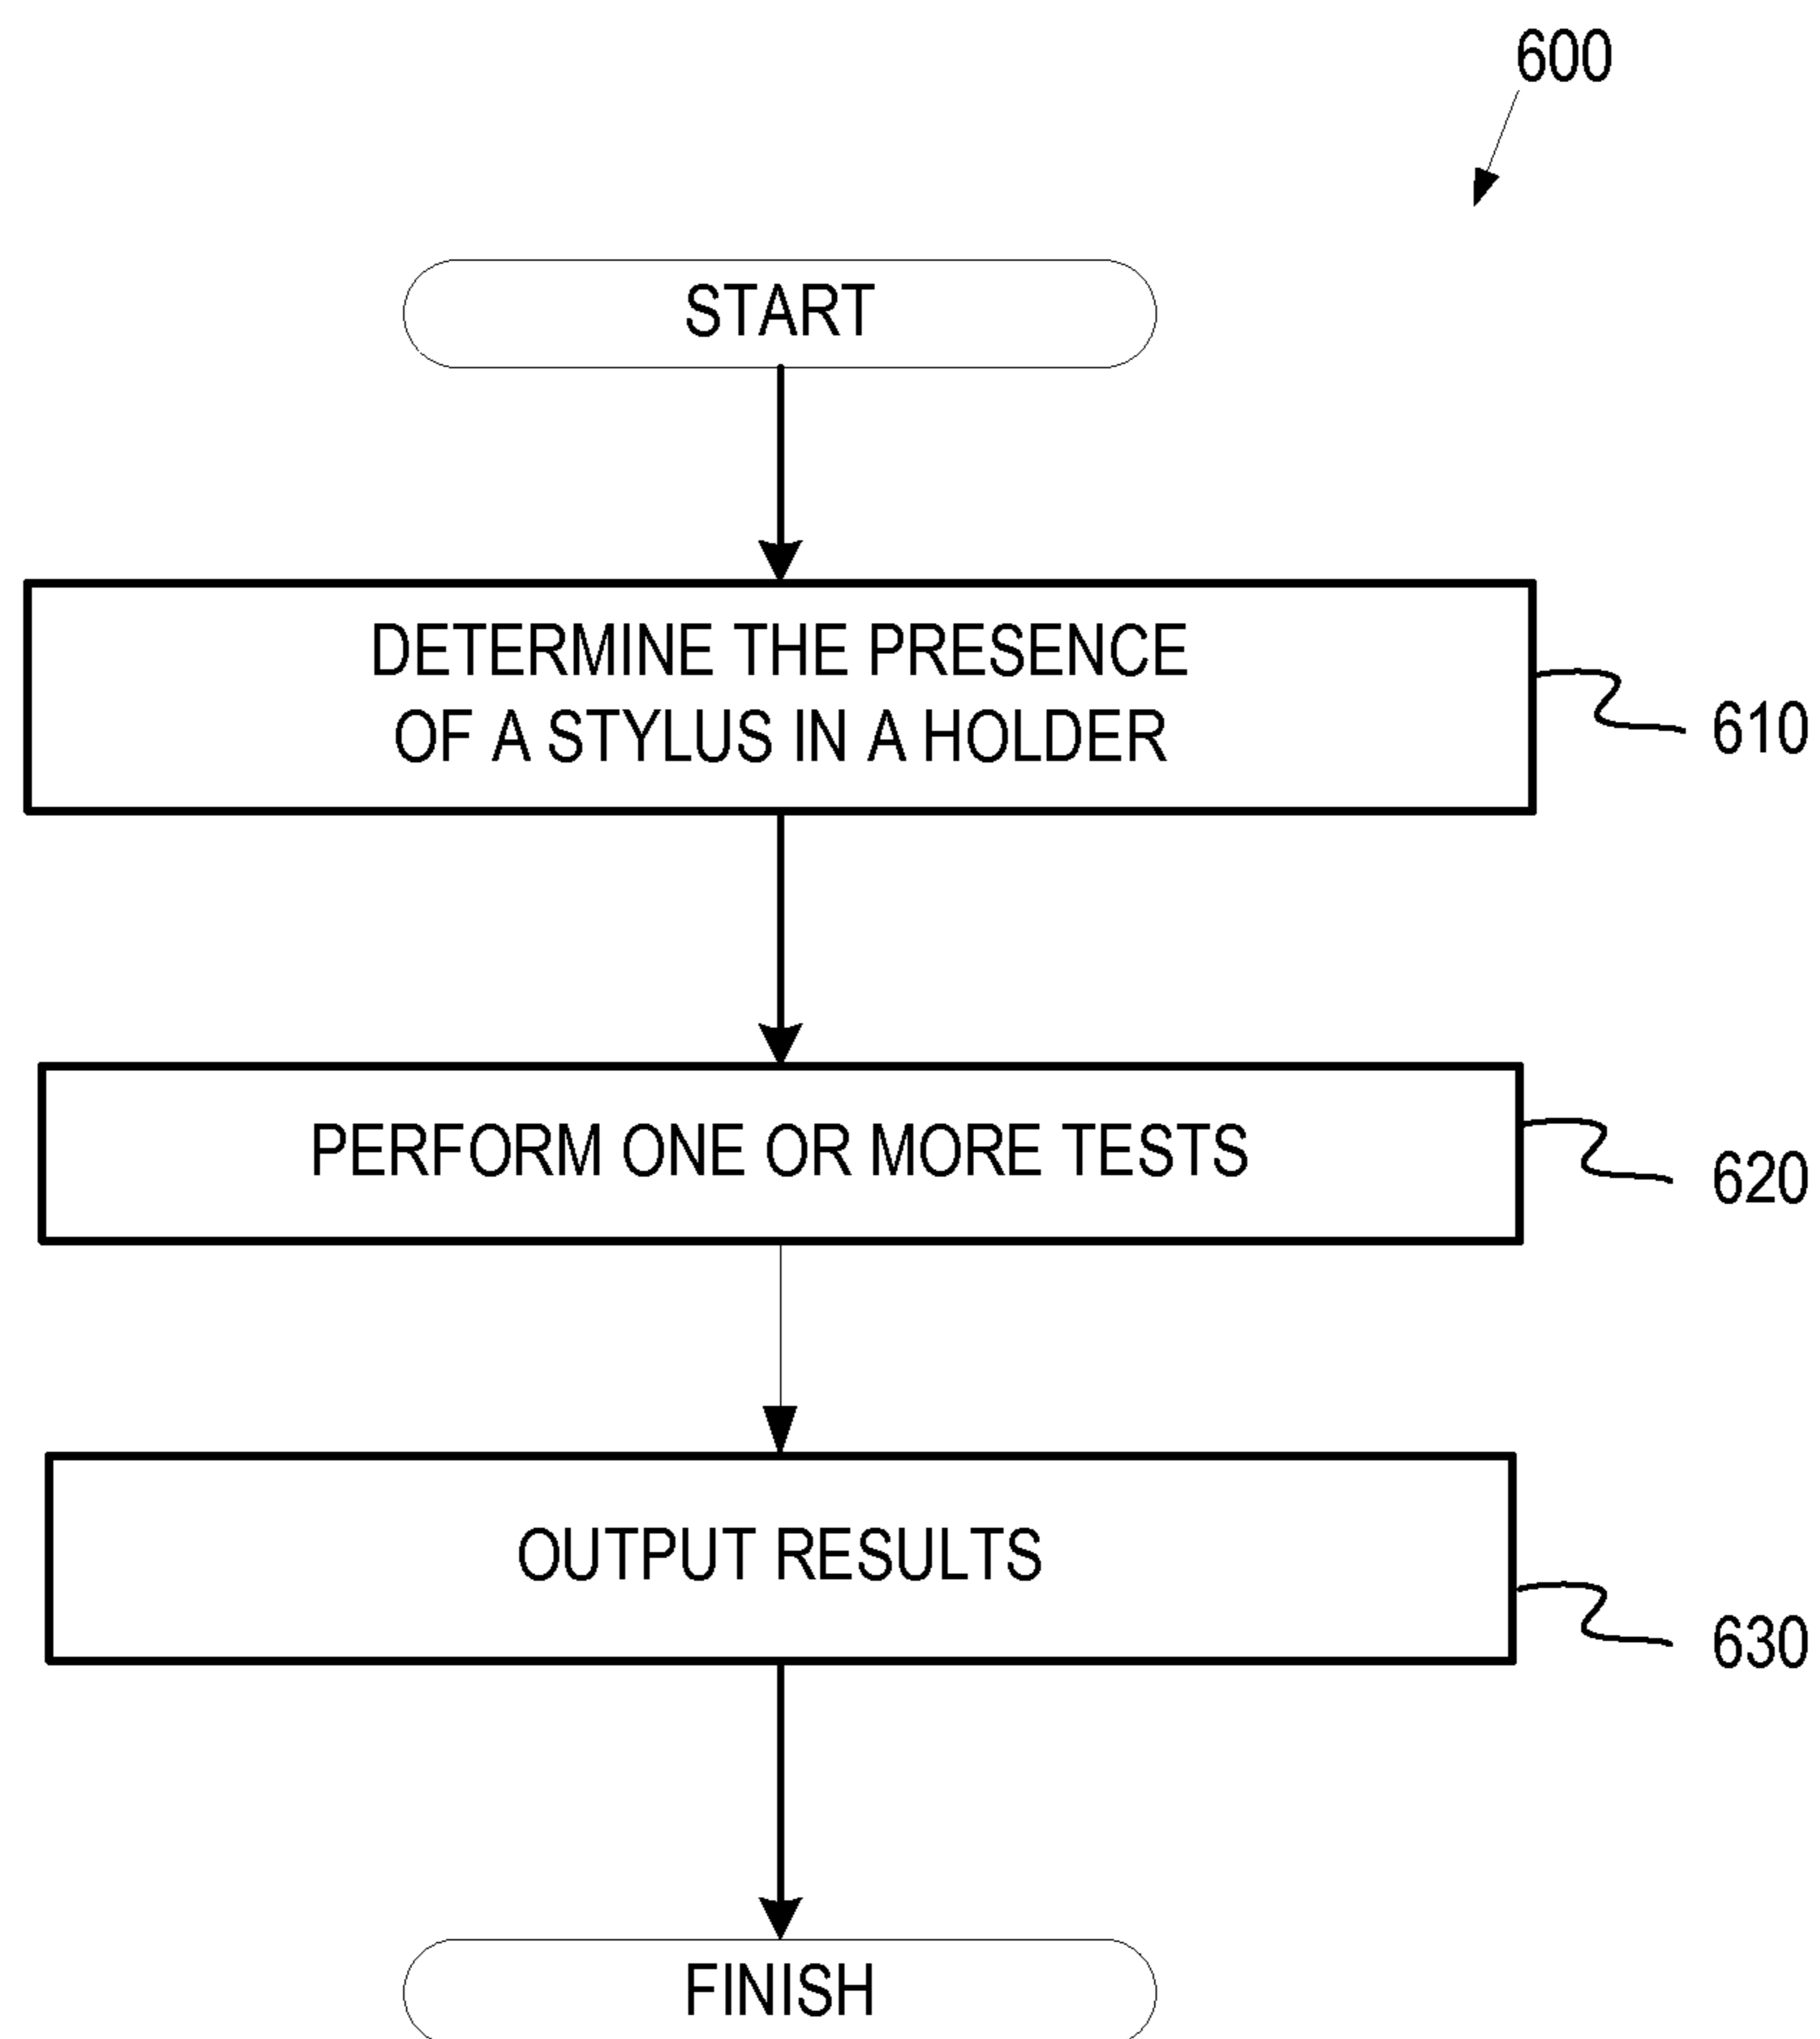 600
START
DETERMINE THE PRESENCE
OF A STYLUS IN A HOLDER
610
PERFORM ONE OR MORE TESTS
620
OUTPUT RESULTS
630
FINISH